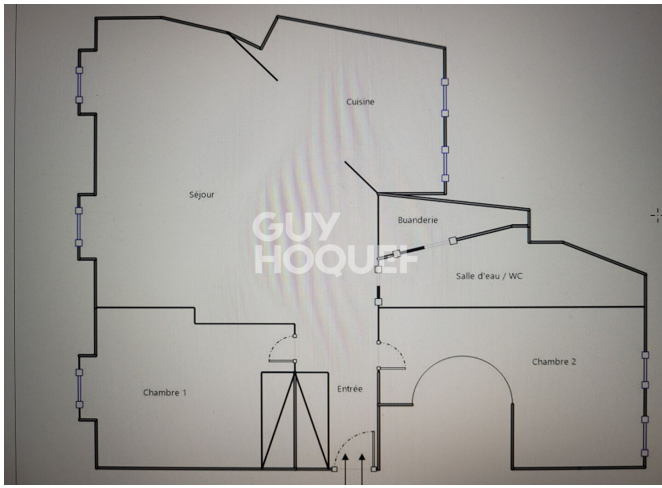 Cuisine
Séjour
Buanderie
GUY
HOQUET
Salle d'eau / WC
Chambre 2
Chambre 1
Entrée